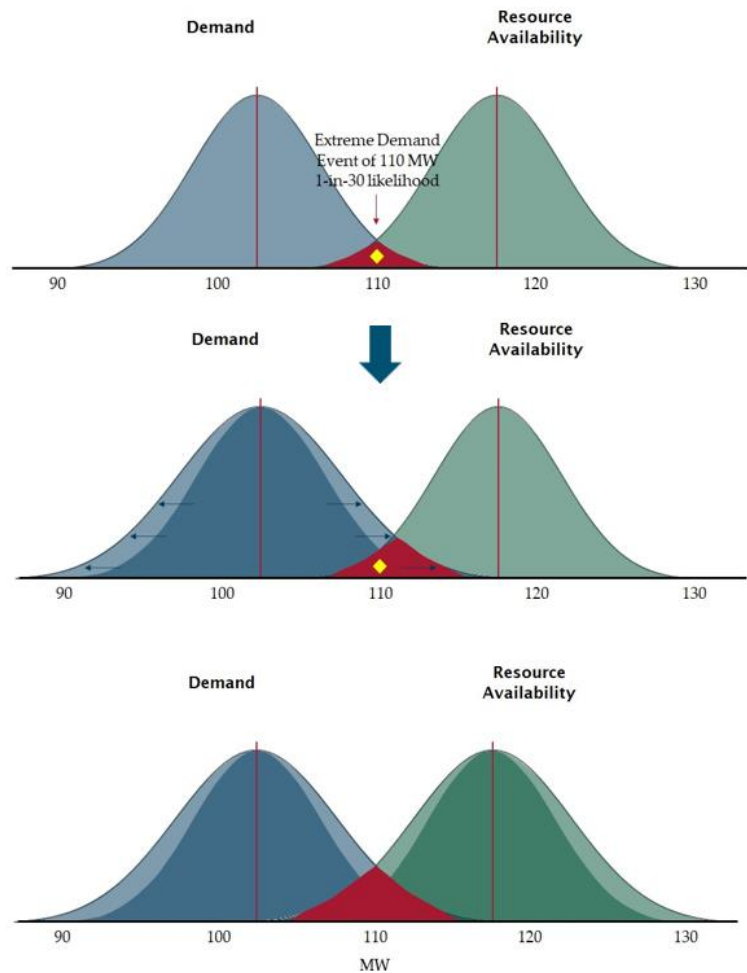 Demand
Resource
Availability
Extreme Demand
Event of 110 MW
1-in-30 likelihood
90 100 110 120 130
Demand
Resource
Availability
90 100 110 120 130
Demand
Resource
Availability
90 100 110 120 130
MW